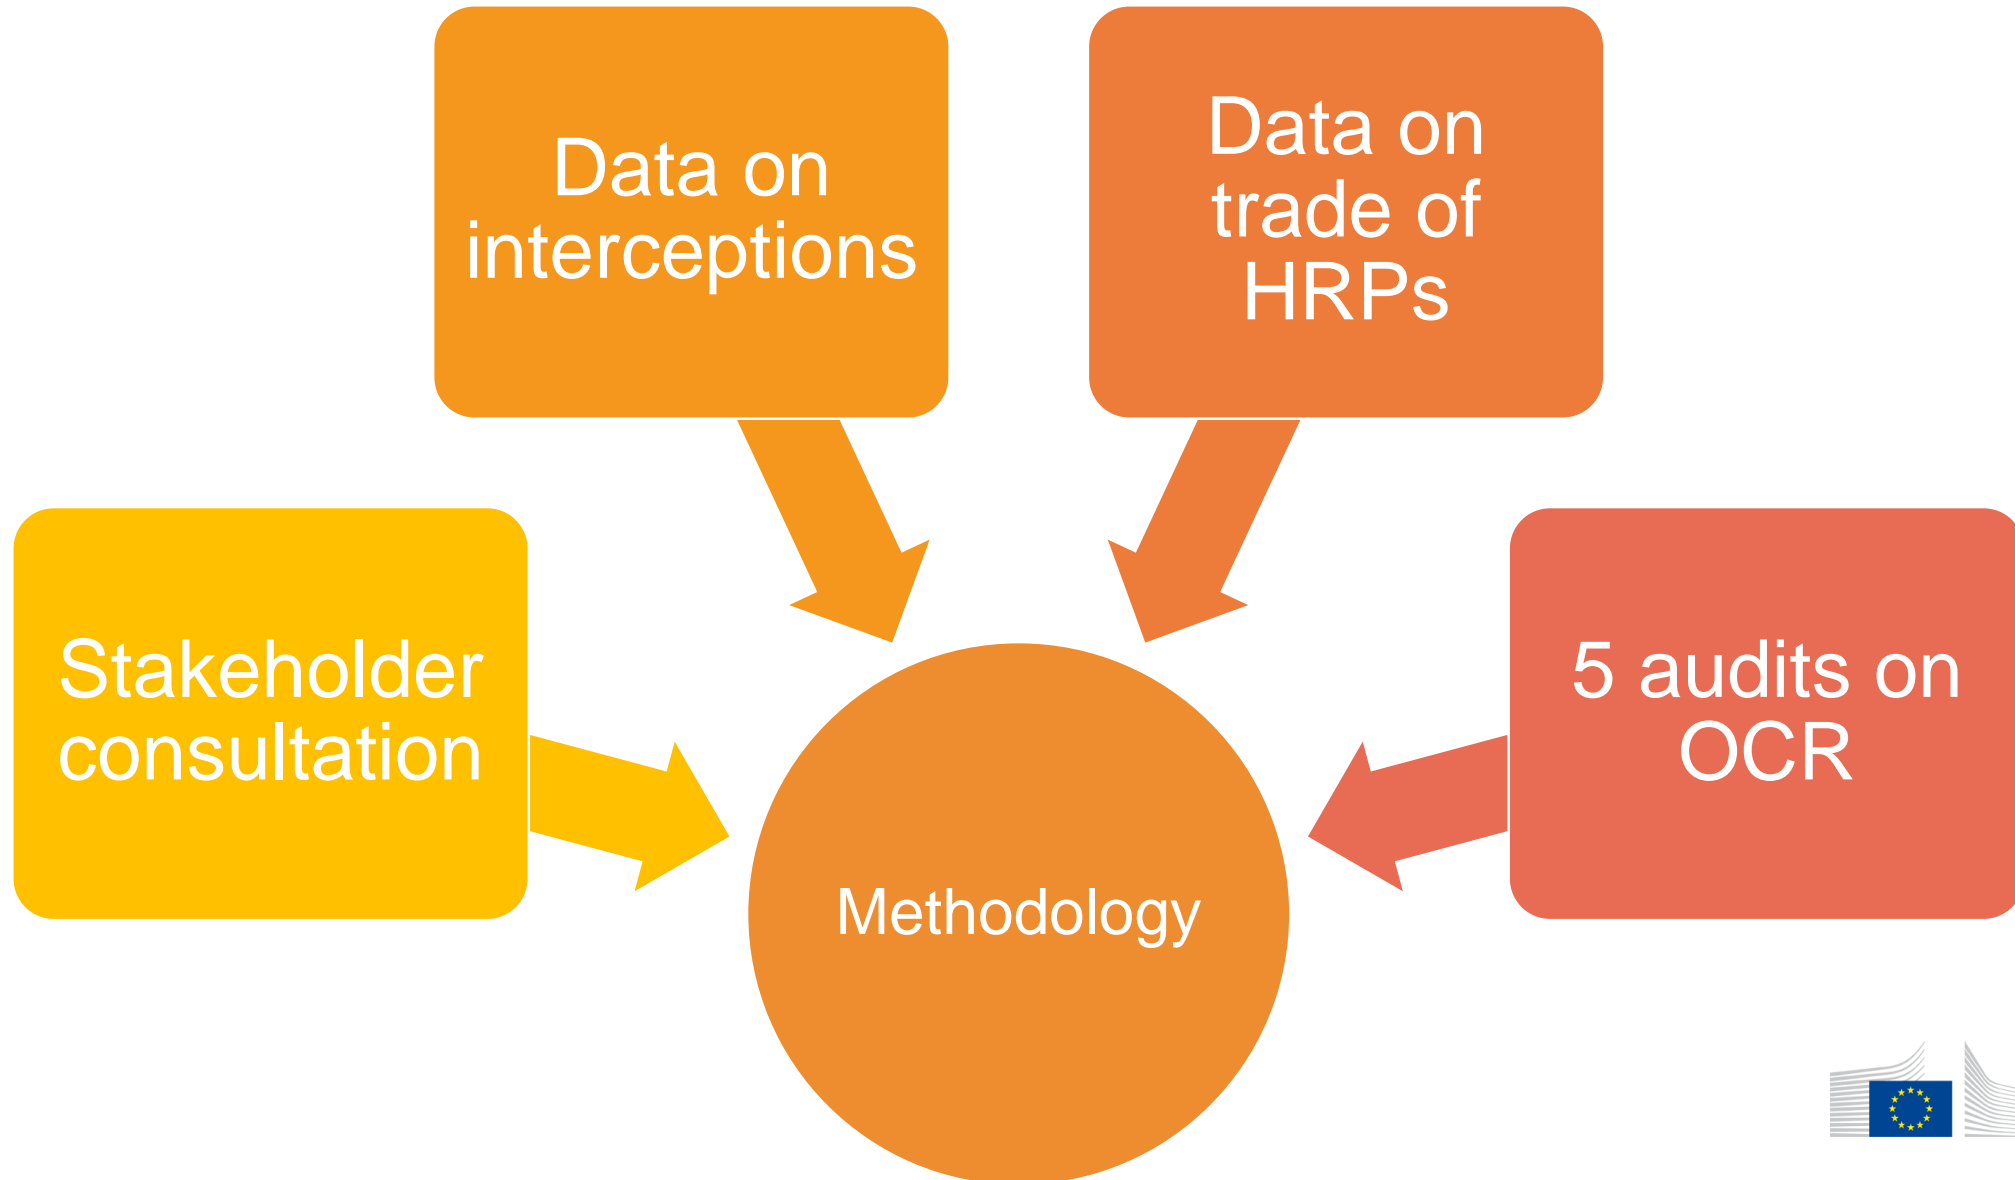 Data on
interceptions
Data on
trade of
HRPs
Stakeholder
consultation
5 audits on
OCR
Methodology